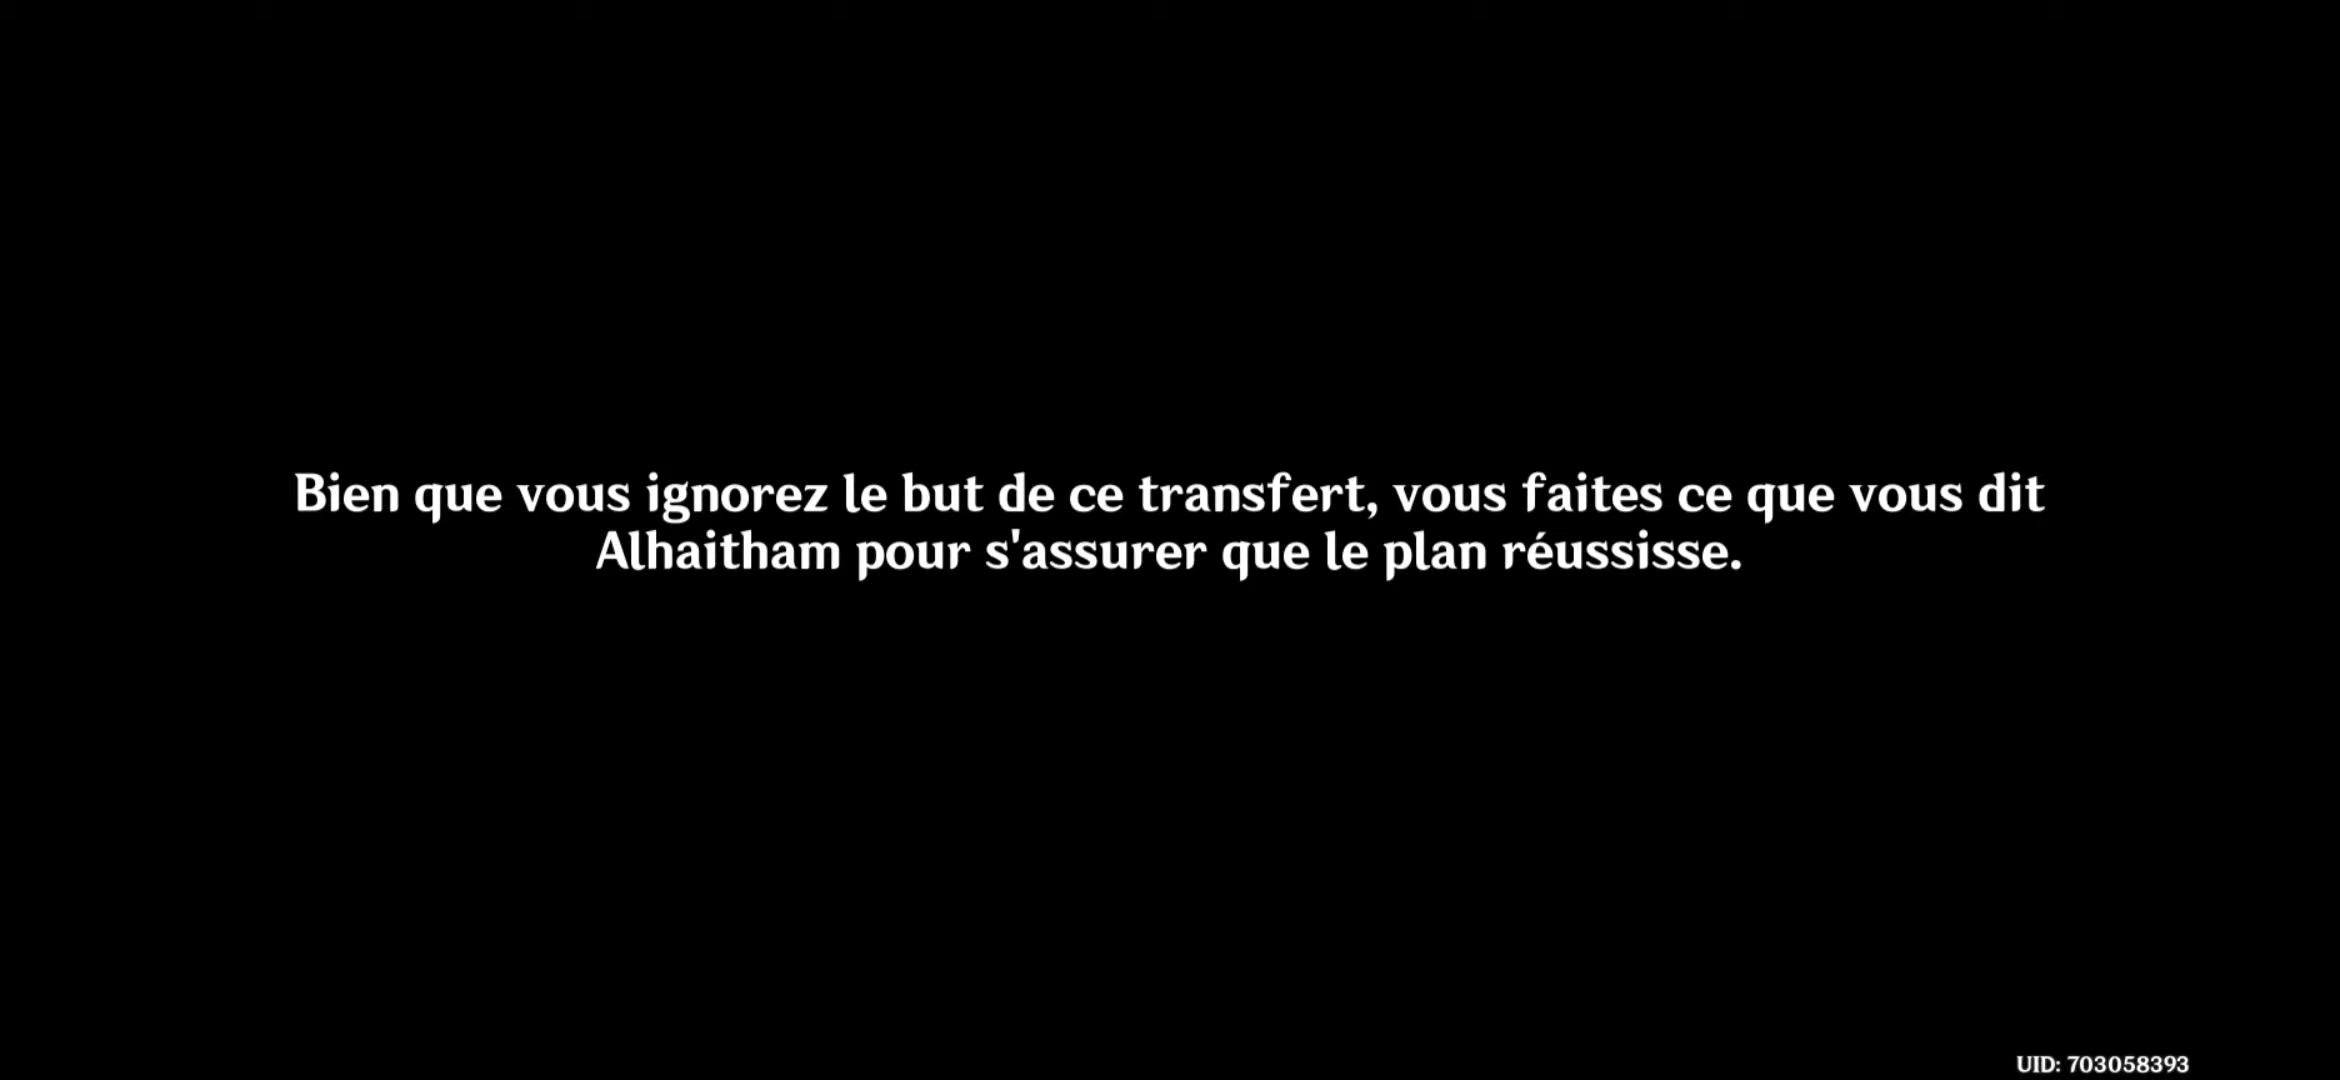 Bien que vous ignorez le but de ce transfert, vous faites ce que vous dit
Alhaitham pour s'assurer que le plan réussisse.
UID: 703058393